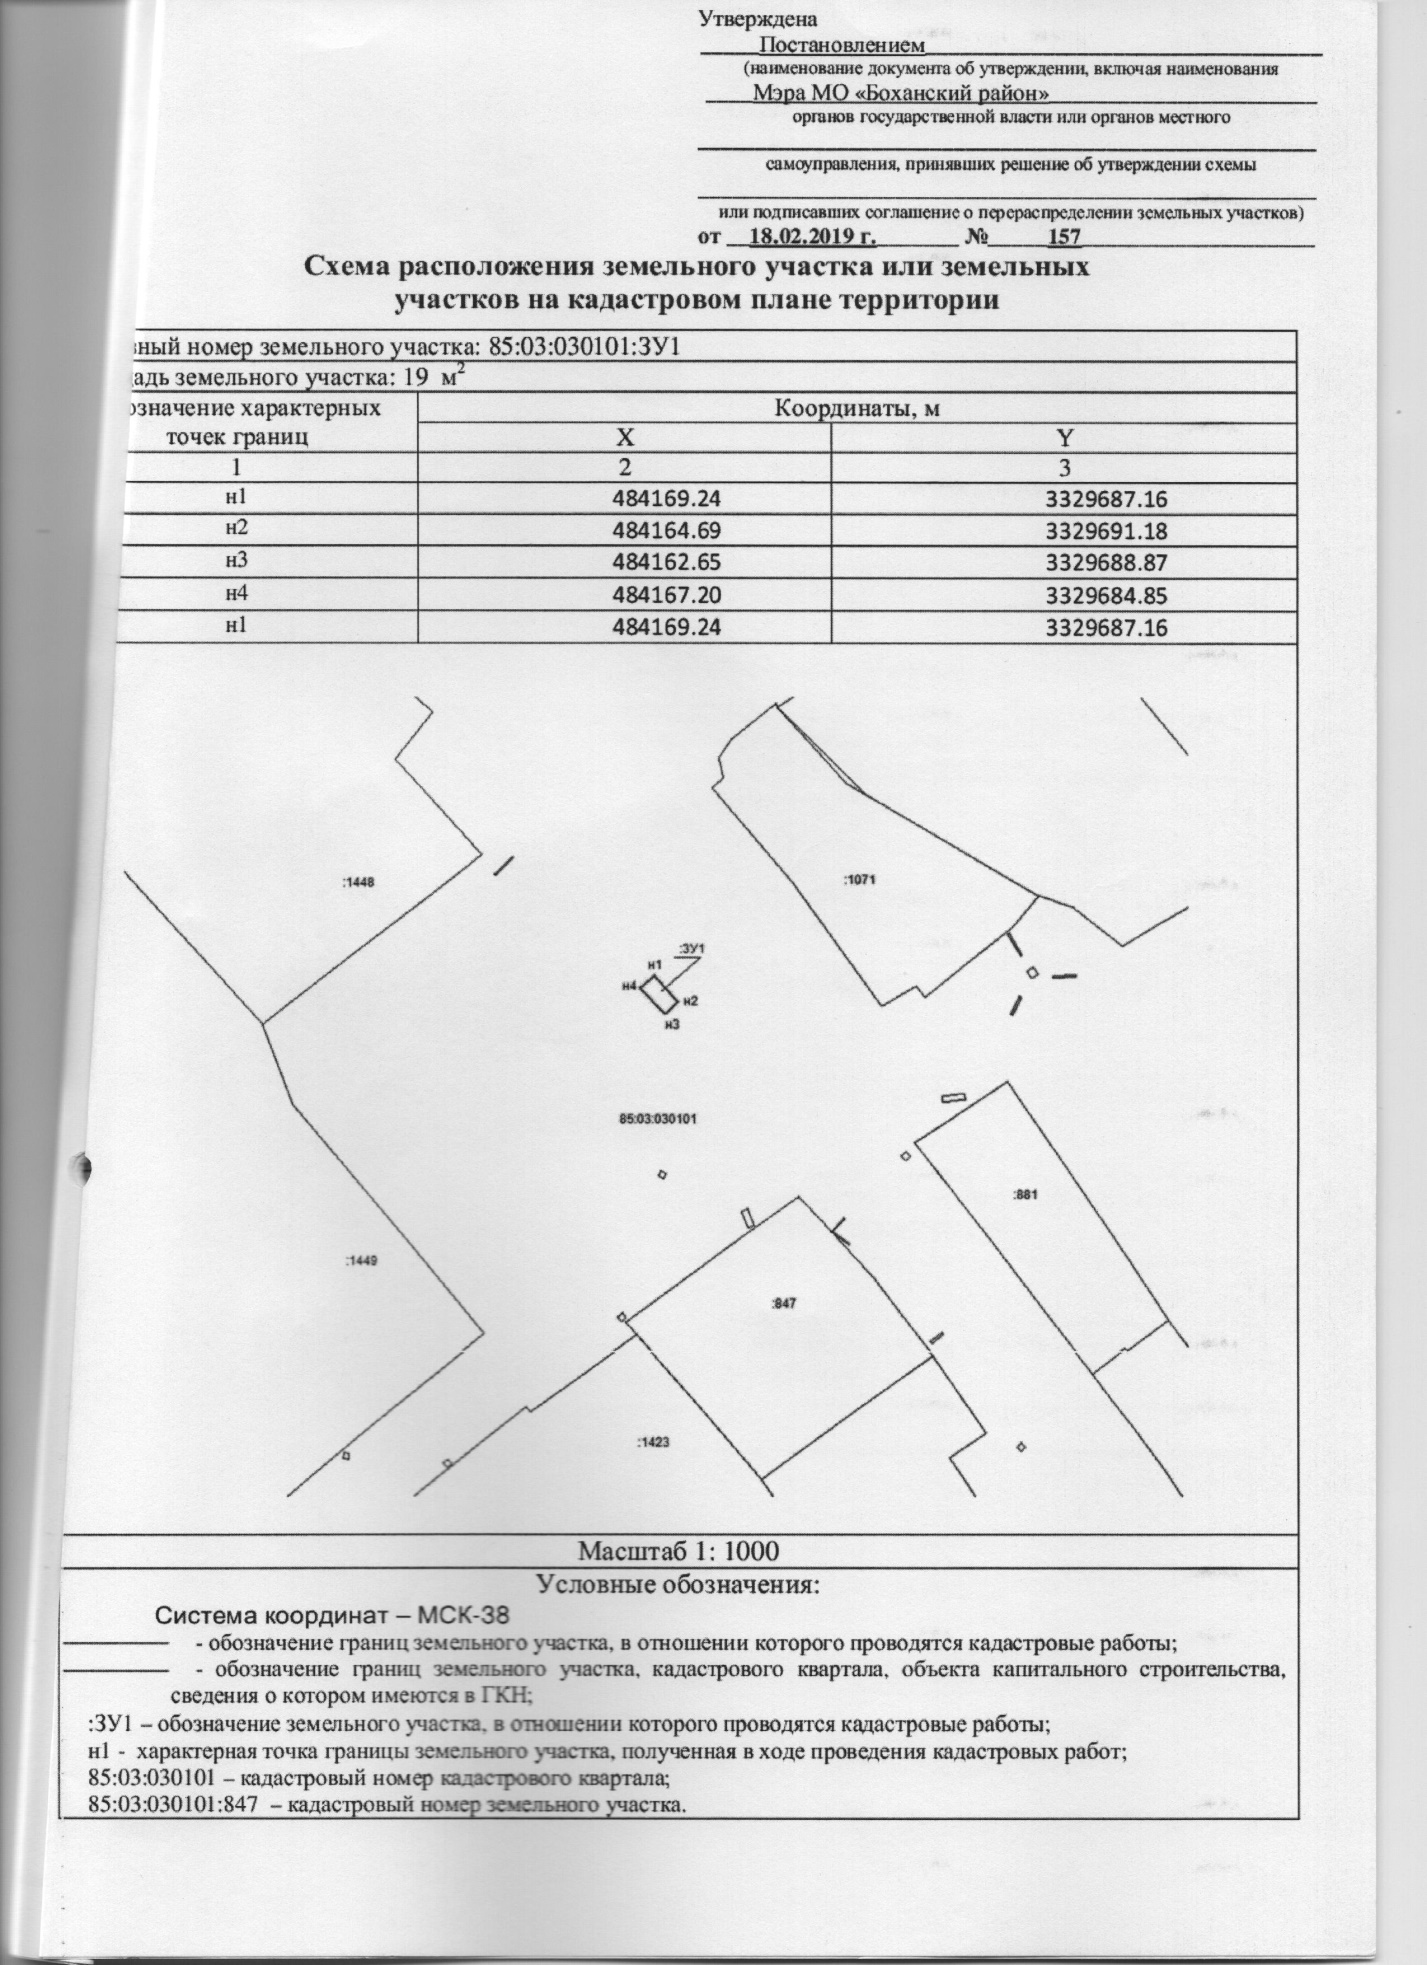 Утверждена
Постановлением
(наименование документа об утверждении, включая наименования
Мэра МО «Боханский район»
органов государственной власти или органов местного
самоуправления, принявших решение об утверждении схемы
или подписавших соглашение о перераспределении земельных участков)
от 18.02.2019 г. № 157
Схема расположения земельного участка или земельных
участков на кадастровом плане территории
ный номер земельного участка: 85:03:030101:ЗУ1
адь земельного участка: 19 м²
означение характерных точек границ
Координаты, м
X Y
1 2 3
н1 484169.24 3329687.16
н2 484164.69 3329691.18
н3 484162.65 3329688.87
н4 484167.20 3329684.85
н1 484169.24 3329687.16
:1448
:1071
:ЗУ1
н1
н4
н2
н3
85:03:030101
:881
:1449
:847
:1423
Масштаб 1: 1000
Условные обозначения:
Система координат – МСК-38
- обозначение границ земельного участка, в отношении которого проводятся кадастровые работы;
- обозначение границ земельного участка, кадастрового квартала, объекта капитального строительства,
сведения о котором имеются в ГКН;
:ЗУ1 – обозначение земельного участка, в отношении которого проводятся кадастровые работы;
н1 - характерная точка границы земельного участка, полученная в ходе проведения кадастровых работ;
85:03:030101 – кадастровый номер кадастрового квартала;
85:03:030101:847 – кадастровый номер земельного участка.